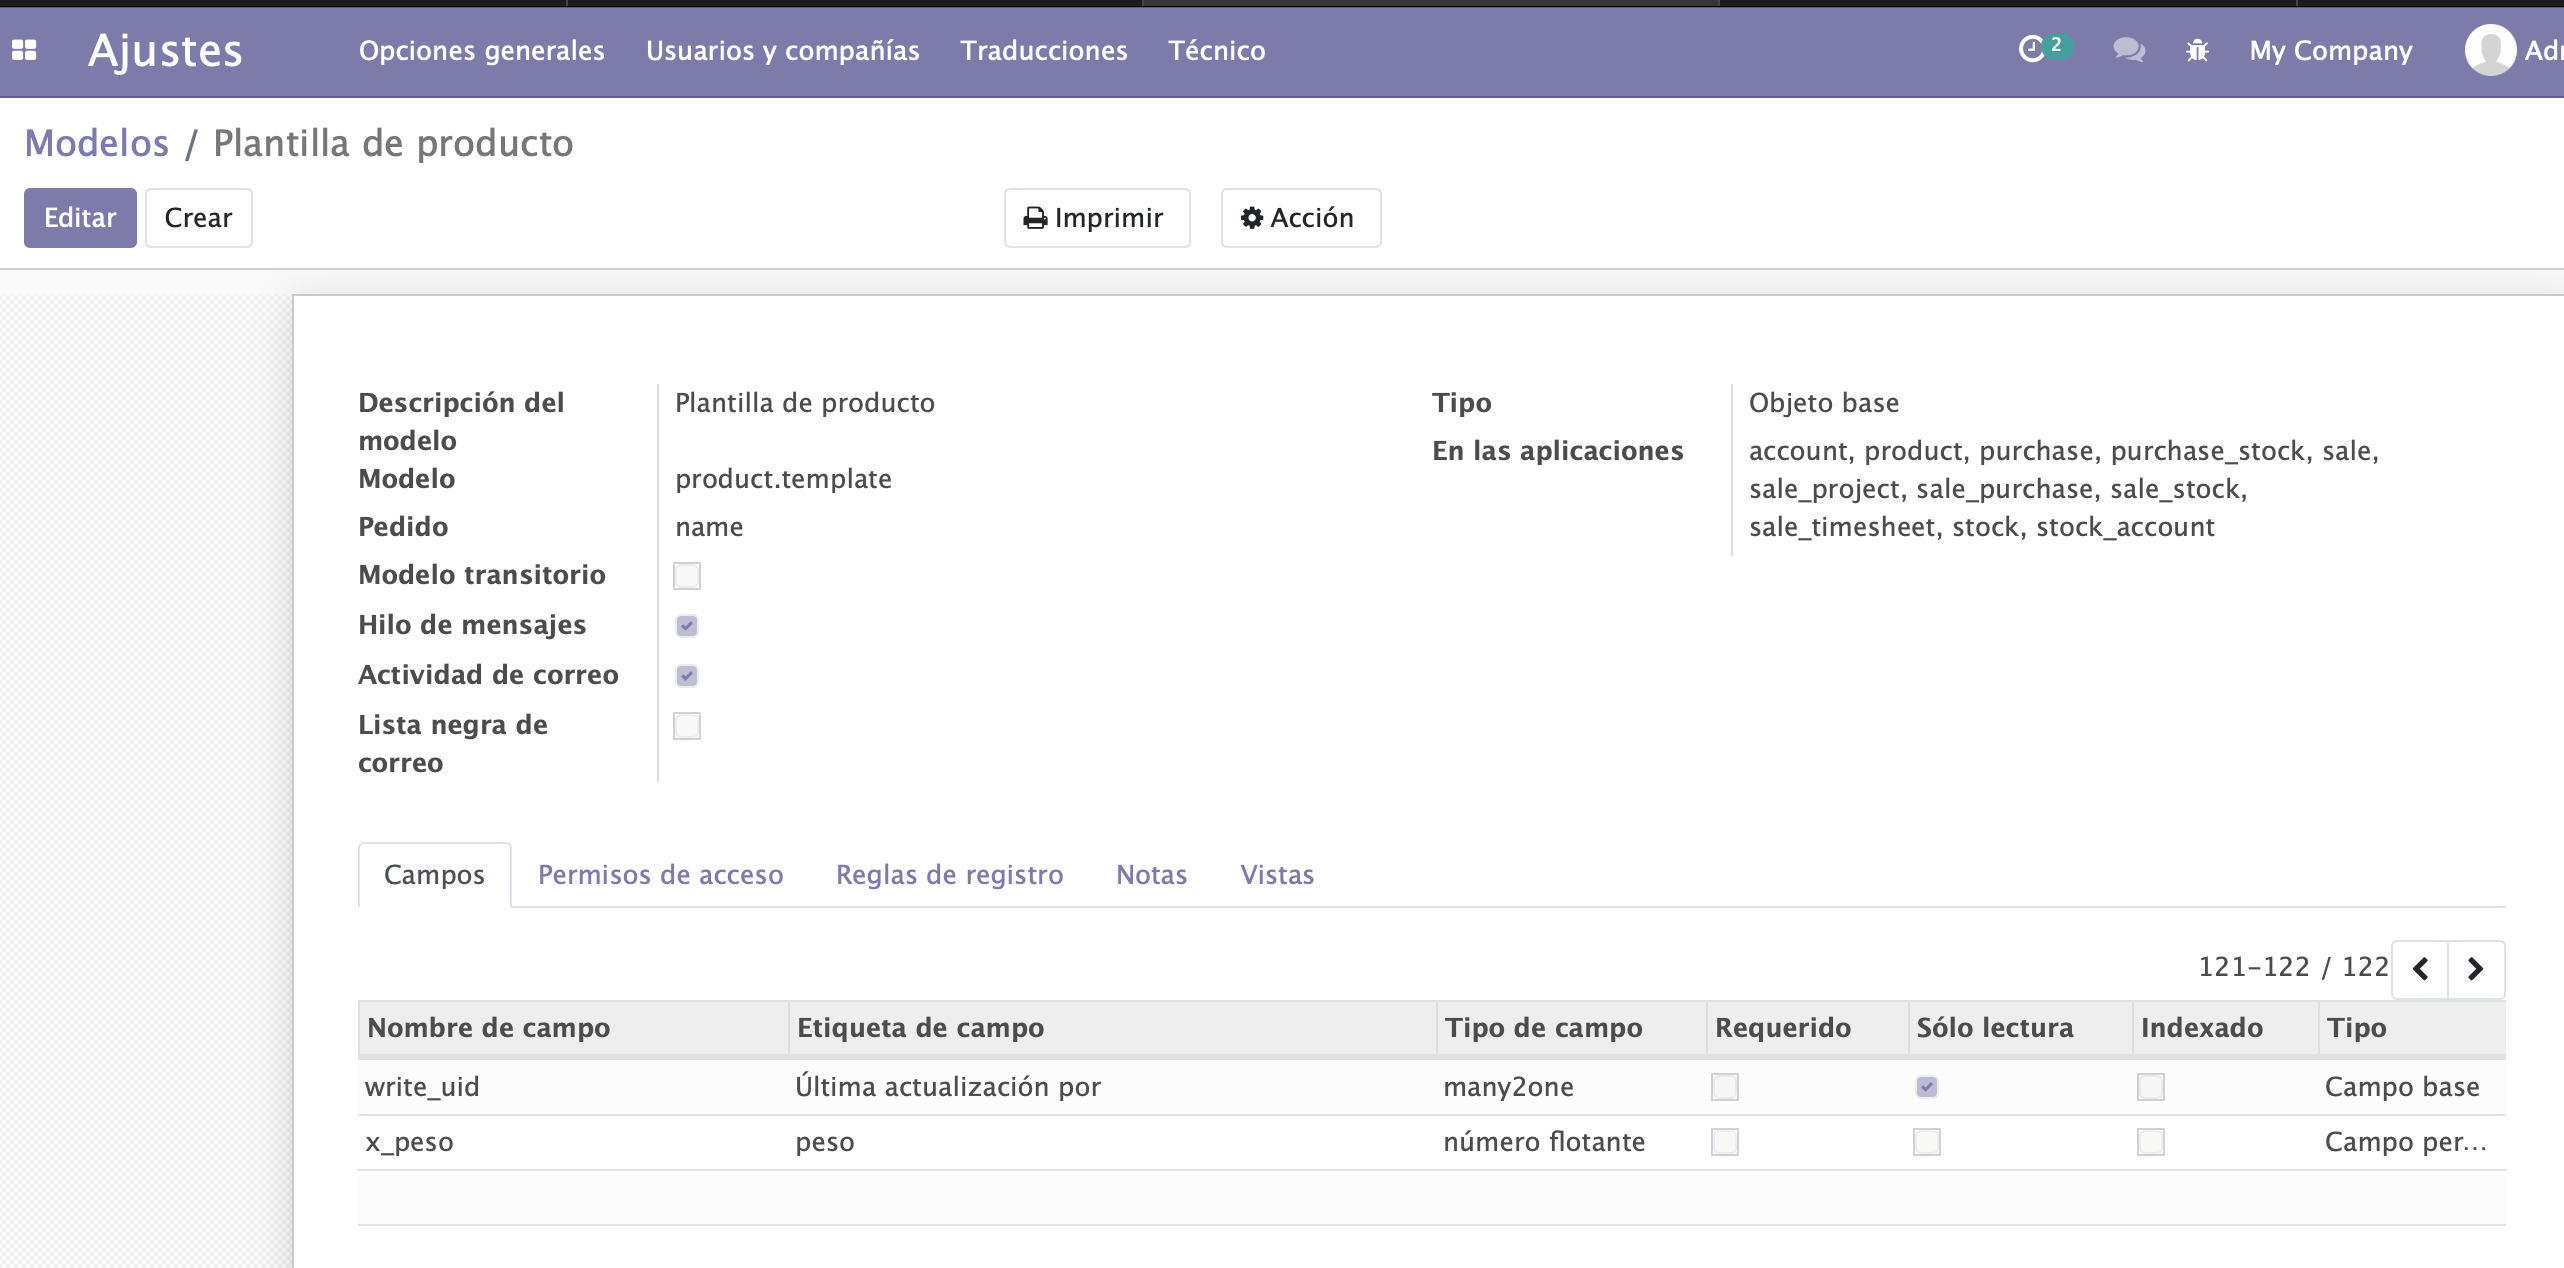 Ajustes Opciones generales Usuarios y compañías Traducciones Técnico 2 My Company
Modelos / Plantilla de producto
Editar Crear Imprimir Acción
Descripción del modelo Plantilla de producto
Modelo product.template
Pedido name
Modelo transitorio
Hilo de mensajes
Actividad de correo
Lista negra de correo
Tipo Objeto base
En las aplicaciones account, product, purchase, purchase_stock, sale,
sale_project, sale_purchase, sale_stock,
sale_timesheet, stock, stock_account
Campos Permisos de acceso Reglas de registro Notas Vistas
121-122 / 122
Nombre de campo Etiqueta de campo Tipo de campo Requerido Sólo lectura Indexado Tipo
write_uid Última actualización por many2one Campo base
x_peso peso número flotante Campo per...